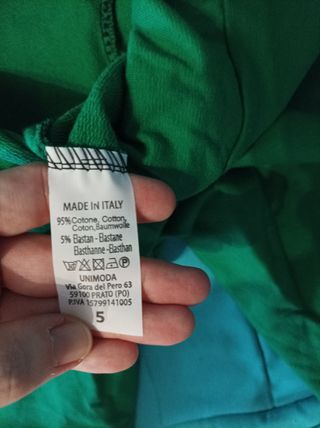 MADE IN ITALY
95% Cotone, Cotton,
Coton, Baumwolle
5% Elastan - Elastane
Elasthanne - Elasthan
UNIMODA
Via Gora del Pero 63
59100 PRATO (PO)
P.IVA 15799141005
5